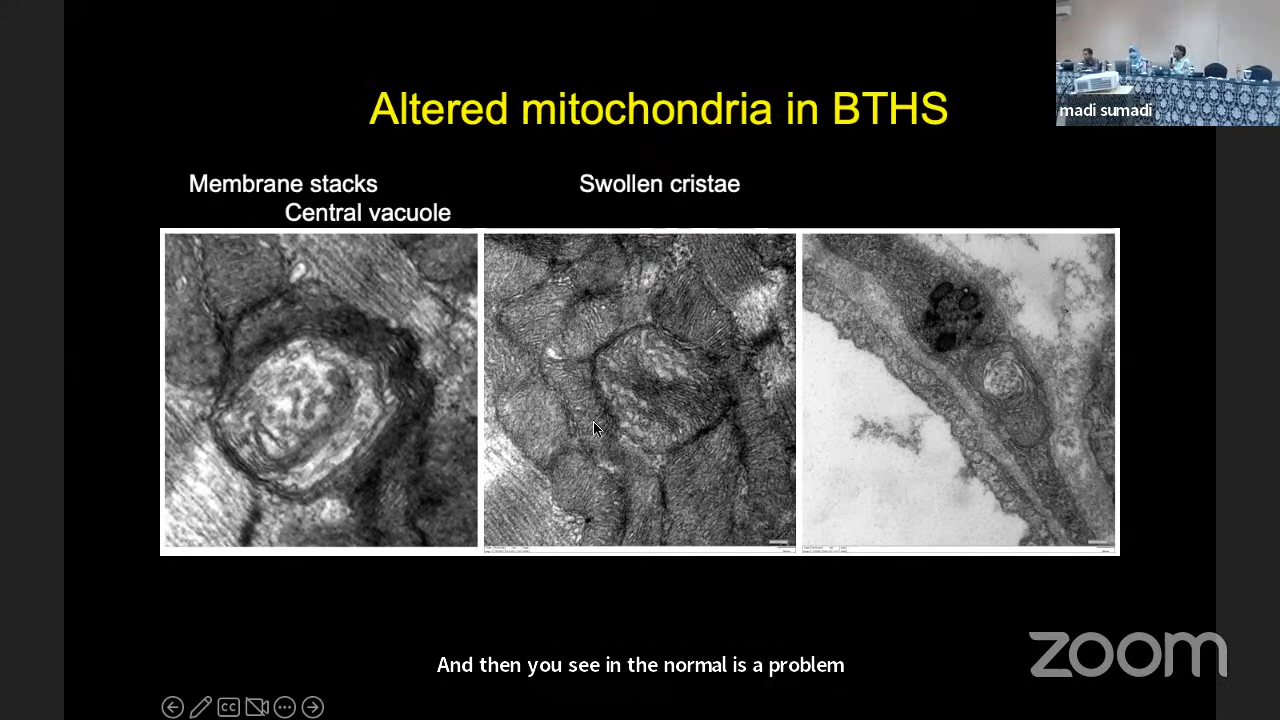 Altered mitochondria in BTHS
madi sumadi
Membrane stacks
Swollen cristae
Central vacuole
And then you see in the normal is a problem
zoom
CC